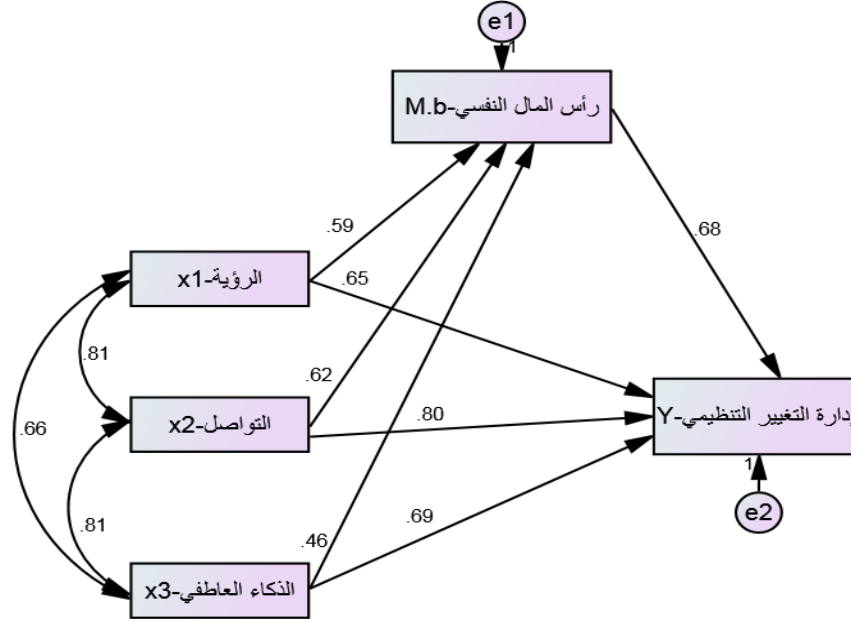 e1
1
رأس المال النفسي-M.b
.59
.68
x1-الرؤية
.65
.81
.62
x2-التواصل
.80
.66
Y-إدارة التغيير التنظيمي
1
.81
.69
e2
.46
x3-الذكاء العاطفي